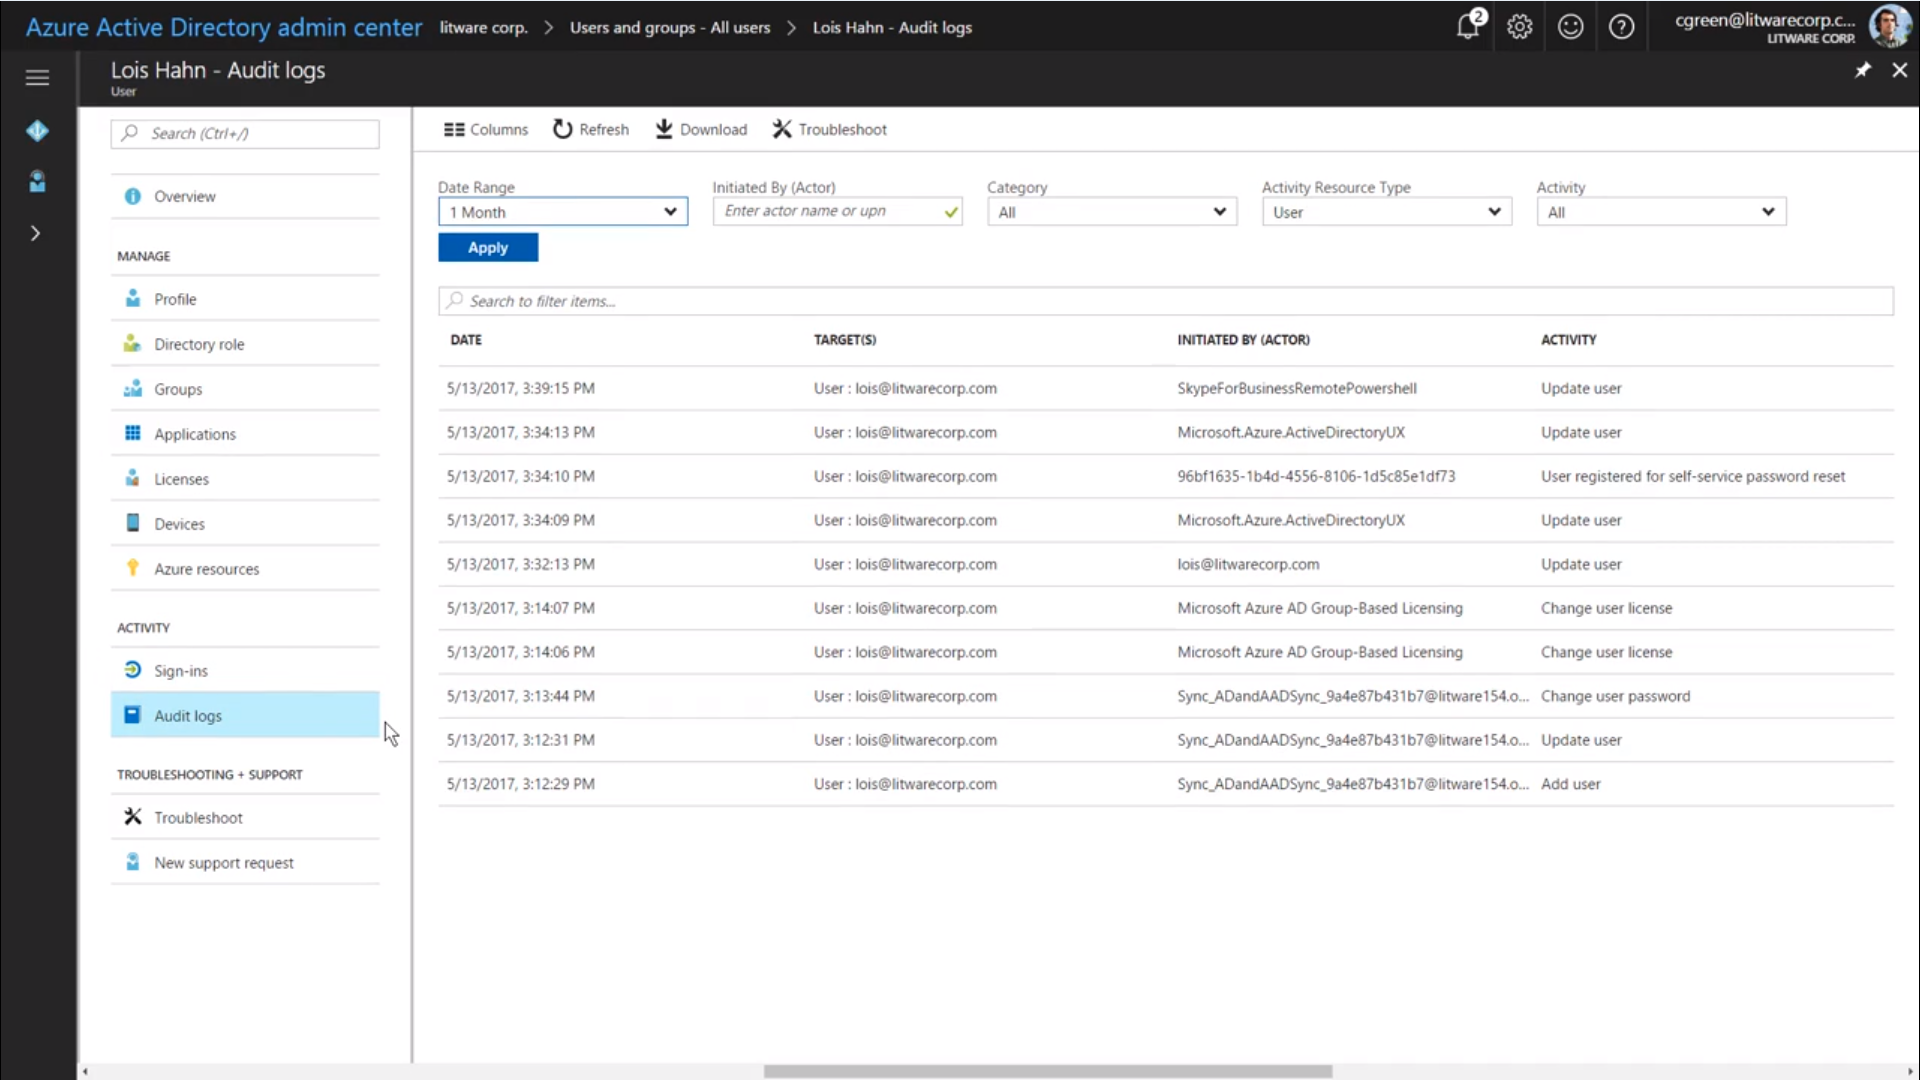 Azure Active Directory admin center litware corp. > Users and groups - All users > Lois Hahn - Audit logs 2 cgreen@litwarecorp.c...
LITWARE CORP.
Lois Hahn - Audit logs
User
Search (Ctrl+/)
Overview
MANAGE
Profile
Directory role
Groups
Applications
Licenses
Devices
Azure resources
ACTIVITY
Sign-ins
Audit logs
TROUBLESHOOTING + SUPPORT
Troubleshoot
New support request
Columns Refresh Download Troubleshoot
Date Range Initiated By (Actor) Category Activity Resource Type Activity
1 Month Enter actor name or upn All User All
Apply
Search to filter items...
DATE TARGET(S) INITIATED BY (ACTOR) ACTIVITY
5/13/2017, 3:39:15 PM User : lois@litwarecorp.com SkypeForBusinessRemotePowershell Update user
5/13/2017, 3:34:13 PM User : lois@litwarecorp.com Microsoft.Azure.ActiveDirectoryUX Update user
5/13/2017, 3:34:10 PM User : lois@litwarecorp.com 96bf1635-1b4d-4556-8106-1d5c85e1df73 User registered for self-service password reset
5/13/2017, 3:34:09 PM User : lois@litwarecorp.com Microsoft.Azure.ActiveDirectoryUX Update user
5/13/2017, 3:32:13 PM User : lois@litwarecorp.com lois@litwarecorp.com Update user
5/13/2017, 3:14:07 PM User : lois@litwarecorp.com Microsoft Azure AD Group-Based Licensing Change user license
5/13/2017, 3:14:06 PM User : lois@litwarecorp.com Microsoft Azure AD Group-Based Licensing Change user license
5/13/2017, 3:13:44 PM User : lois@litwarecorp.com Sync_ADandAADSync_9a4e87b431b7@litware154.o... Change user password
5/13/2017, 3:12:31 PM User : lois@litwarecorp.com Sync_ADandAADSync_9a4e87b431b7@litware154.o... Update user
5/13/2017, 3:12:29 PM User : lois@litwarecorp.com Sync_ADandAADSync_9a4e87b431b7@litware154.o... Add user